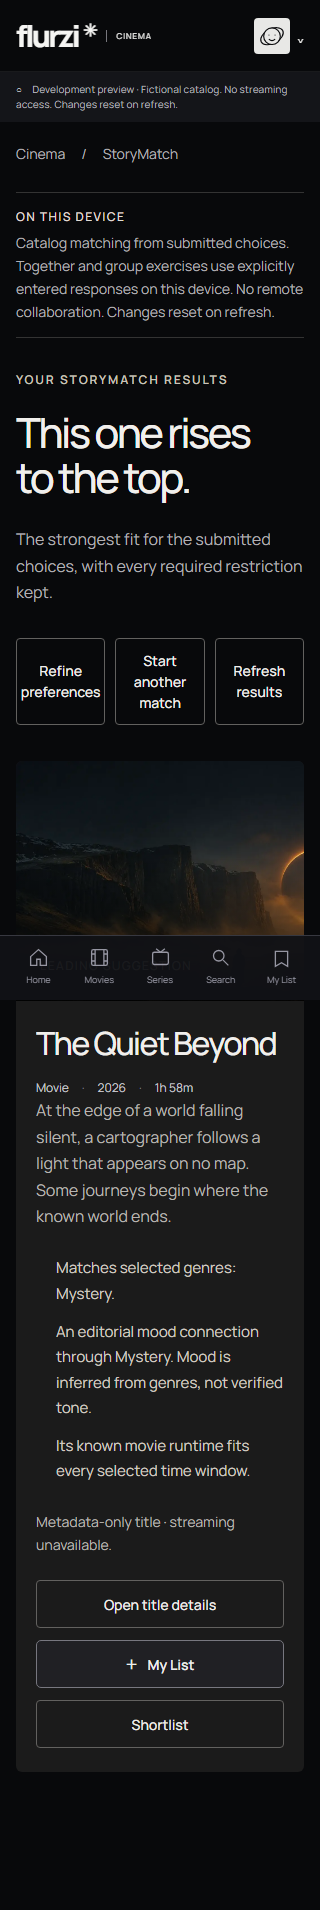 flurzi* | CINEMA
Development preview · Fictional catalog. No streaming
access. Changes reset on refresh.
Cinema / StoryMatch
ON THIS DEVICE
Catalog matching from submitted choices.
Together and group exercises use explicitly
entered responses on this device. No remote
collaboration. Changes reset on refresh.
YOUR STORYMATCH RESULTS
This one rises
to the top.
The strongest fit for the submitted
choices, with every required restriction
kept.
Refine
preferences
Start
another
match
Refresh
results
Home Movies Series Search My List
The Quiet Beyond
Movie · 2026 · 1h 58m
At the edge of a world falling
silent, a cartographer follows a
light that appears on no map.
Some journeys begin where the
known world ends.
Matches selected genres:
Mystery.
An editorial mood connection
through Mystery. Mood is
inferred from genres, not verified
tone.
Its known movie runtime fits
every selected time window.
Metadata-only title · streaming
unavailable.
Open title details
+ My List
Shortlist